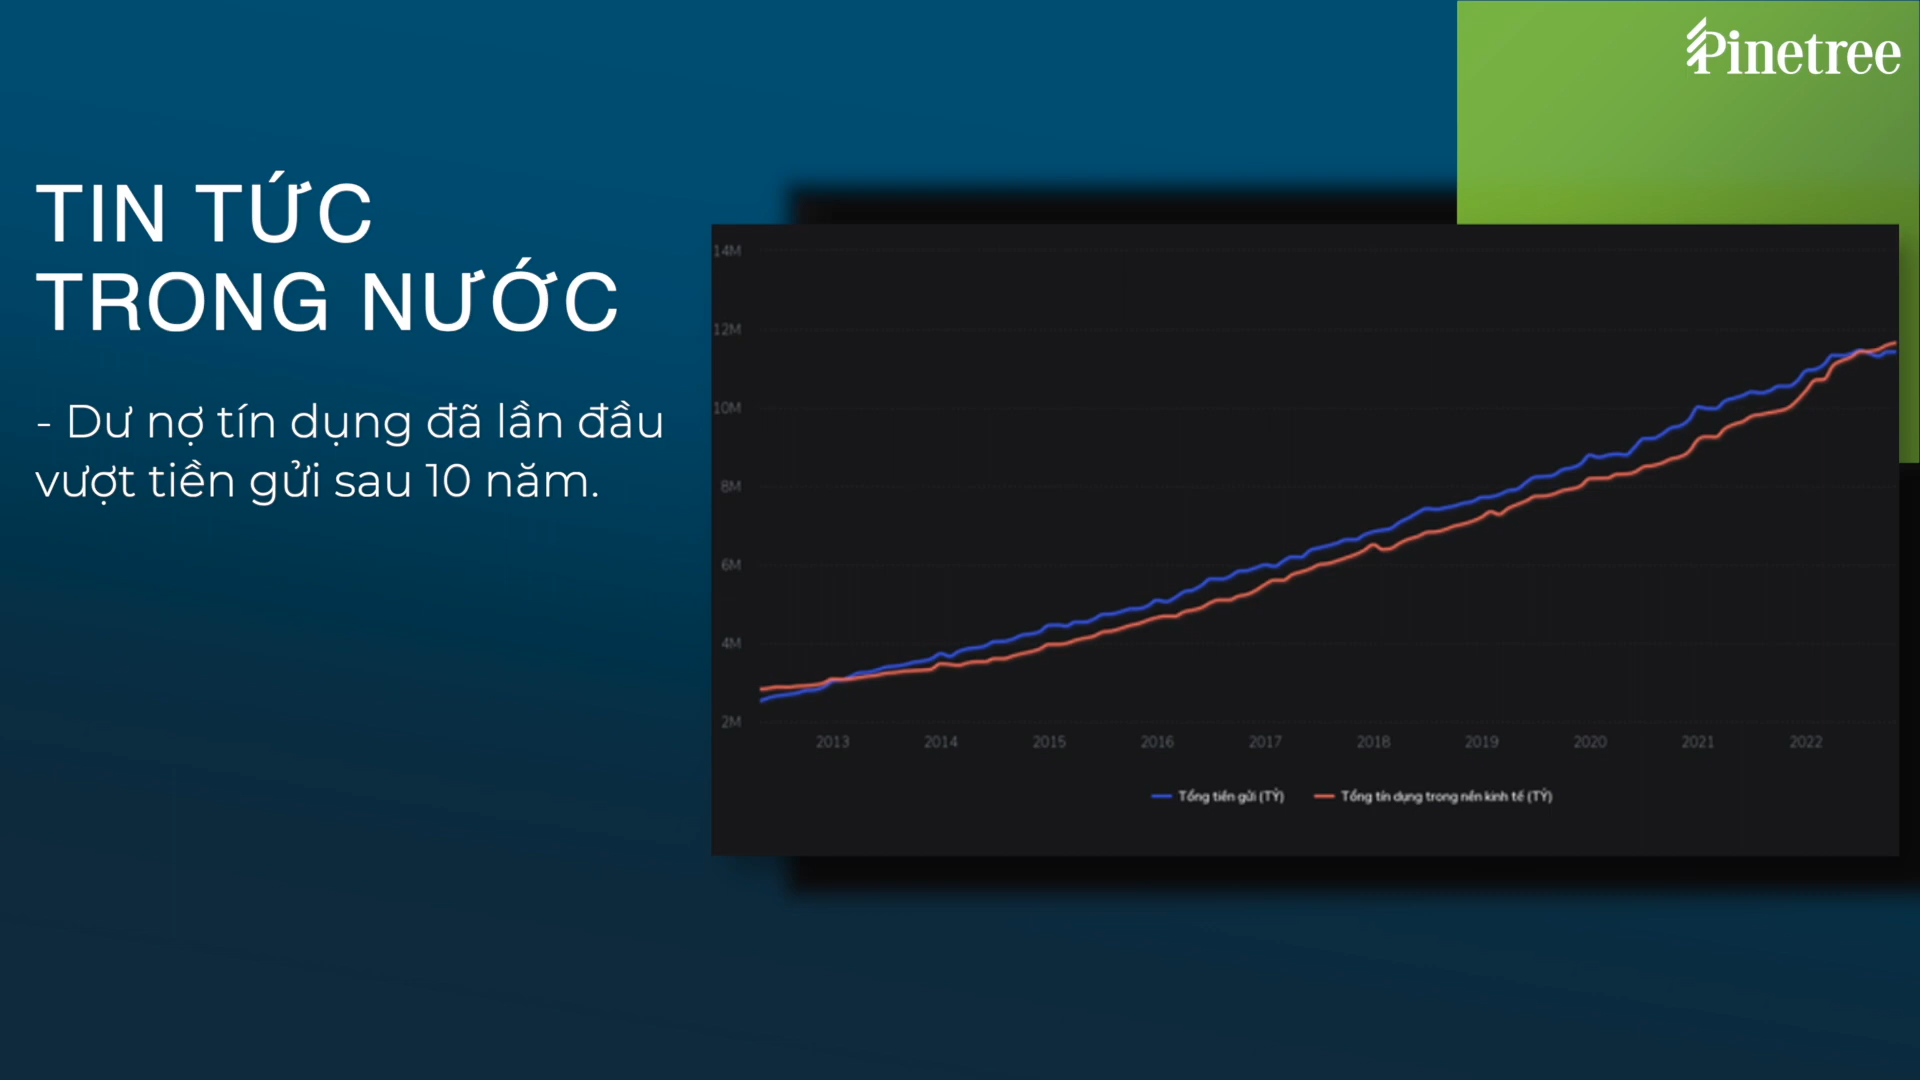 Pinetree
TIN TỨC
TRONG NƯỚC
- Dư nợ tín dụng đã lần đầu
vượt tiền gửi sau 10 năm.
14M
12M
10M
8M
6M
4M
2M
2013 2014 2015 2016 2017 2018 2019 2020 2021 2022
Tổng tiền gửi (TỶ) Tổng tín dụng trong nền kinh tế (TỶ)